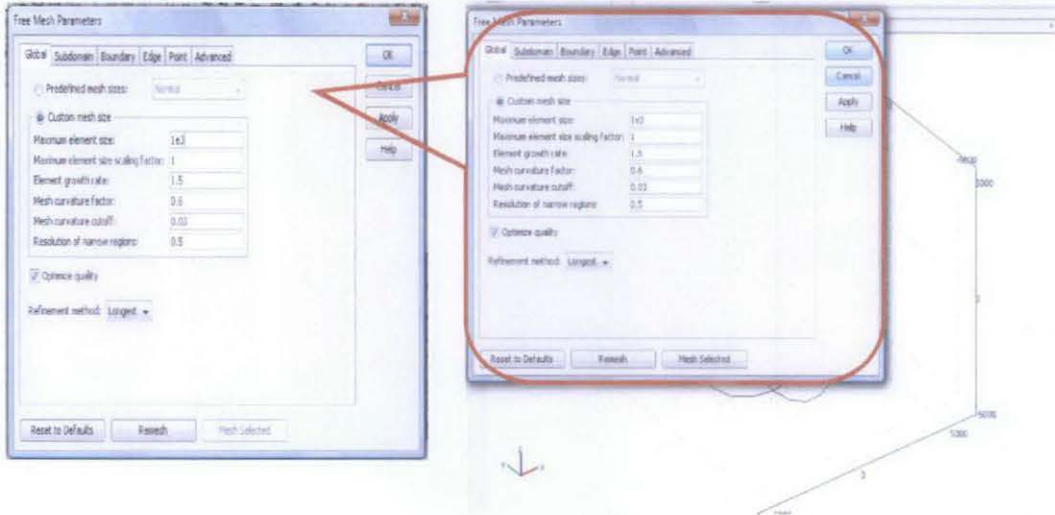 Free Mesh Parameters
Global Subdomain Boundary Edge Point Advanced
OK
Predefined mesh sizes: Normal
Cancel
Custom mesh size
Apply
Maximum element size: 1e3
Help
Maximum element size scaling factor: 1
Element growth rate: 1.5
Mesh curvature factor: 0.6
Mesh curvature cutoff: 0.03
Resolution of narrow regions: 0.5
Optimize quality
Refinement method: Longest
Reset to Defaults Remesh Mesh Selected
Free Mesh Parameters
Global Subdomain Boundary Edge Point Advanced
OK
Predefined mesh sizes: Normal
Cancel
Custom mesh size
Apply
Maximum element size: 1e3
Help
Maximum element size scaling factor: 1
Element growth rate: 1.5
Mesh curvature factor: 0.6
Mesh curvature cutoff: 0.03
Resolution of narrow regions: 0.5
Optimize quality
Refinement method: Longest
Reset to Defaults Remesh Mesh Selected
5000
5000
0